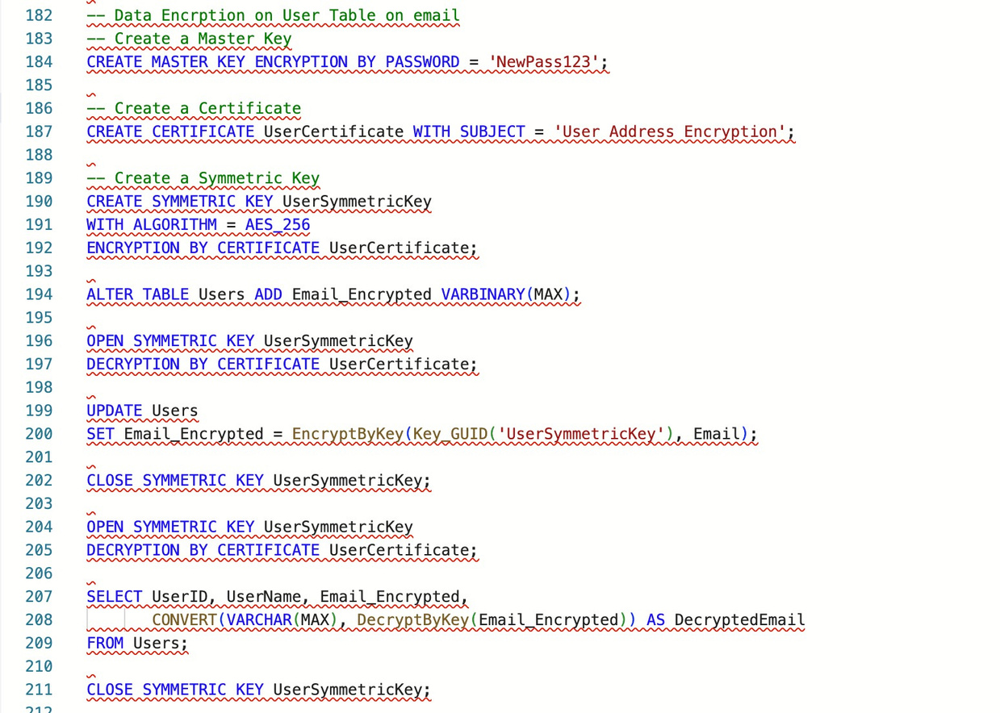 182 -- Data Encrption on User Table on email
183 -- Create a Master Key
184 CREATE MASTER KEY ENCRYPTION BY PASSWORD = 'NewPass123';
185
186 -- Create a Certificate
187 CREATE CERTIFICATE UserCertificate WITH SUBJECT = 'User Address Encryption';
188
189 -- Create a Symmetric Key
190 CREATE SYMMETRIC KEY UserSymmetricKey
191 WITH ALGORITHM = AES_256
192 ENCRYPTION BY CERTIFICATE UserCertificate;
193
194 ALTER TABLE Users ADD Email_Encrypted VARBINARY(MAX);
195
196 OPEN SYMMETRIC KEY UserSymmetricKey
197 DECRYPTION BY CERTIFICATE UserCertificate;
198
199 UPDATE Users
200 SET Email_Encrypted = EncryptByKey(Key_GUID('UserSymmetricKey'), Email);
201
202 CLOSE SYMMETRIC KEY UserSymmetricKey;
203
204 OPEN SYMMETRIC KEY UserSymmetricKey
205 DECRYPTION BY CERTIFICATE UserCertificate;
206
207 SELECT UserID, UserName, Email_Encrypted,
208 CONVERT(VARCHAR(MAX), DecryptByKey(Email_Encrypted)) AS DecryptedEmail
209 FROM Users;
210
211 CLOSE SYMMETRIC KEY UserSymmetricKey;
212